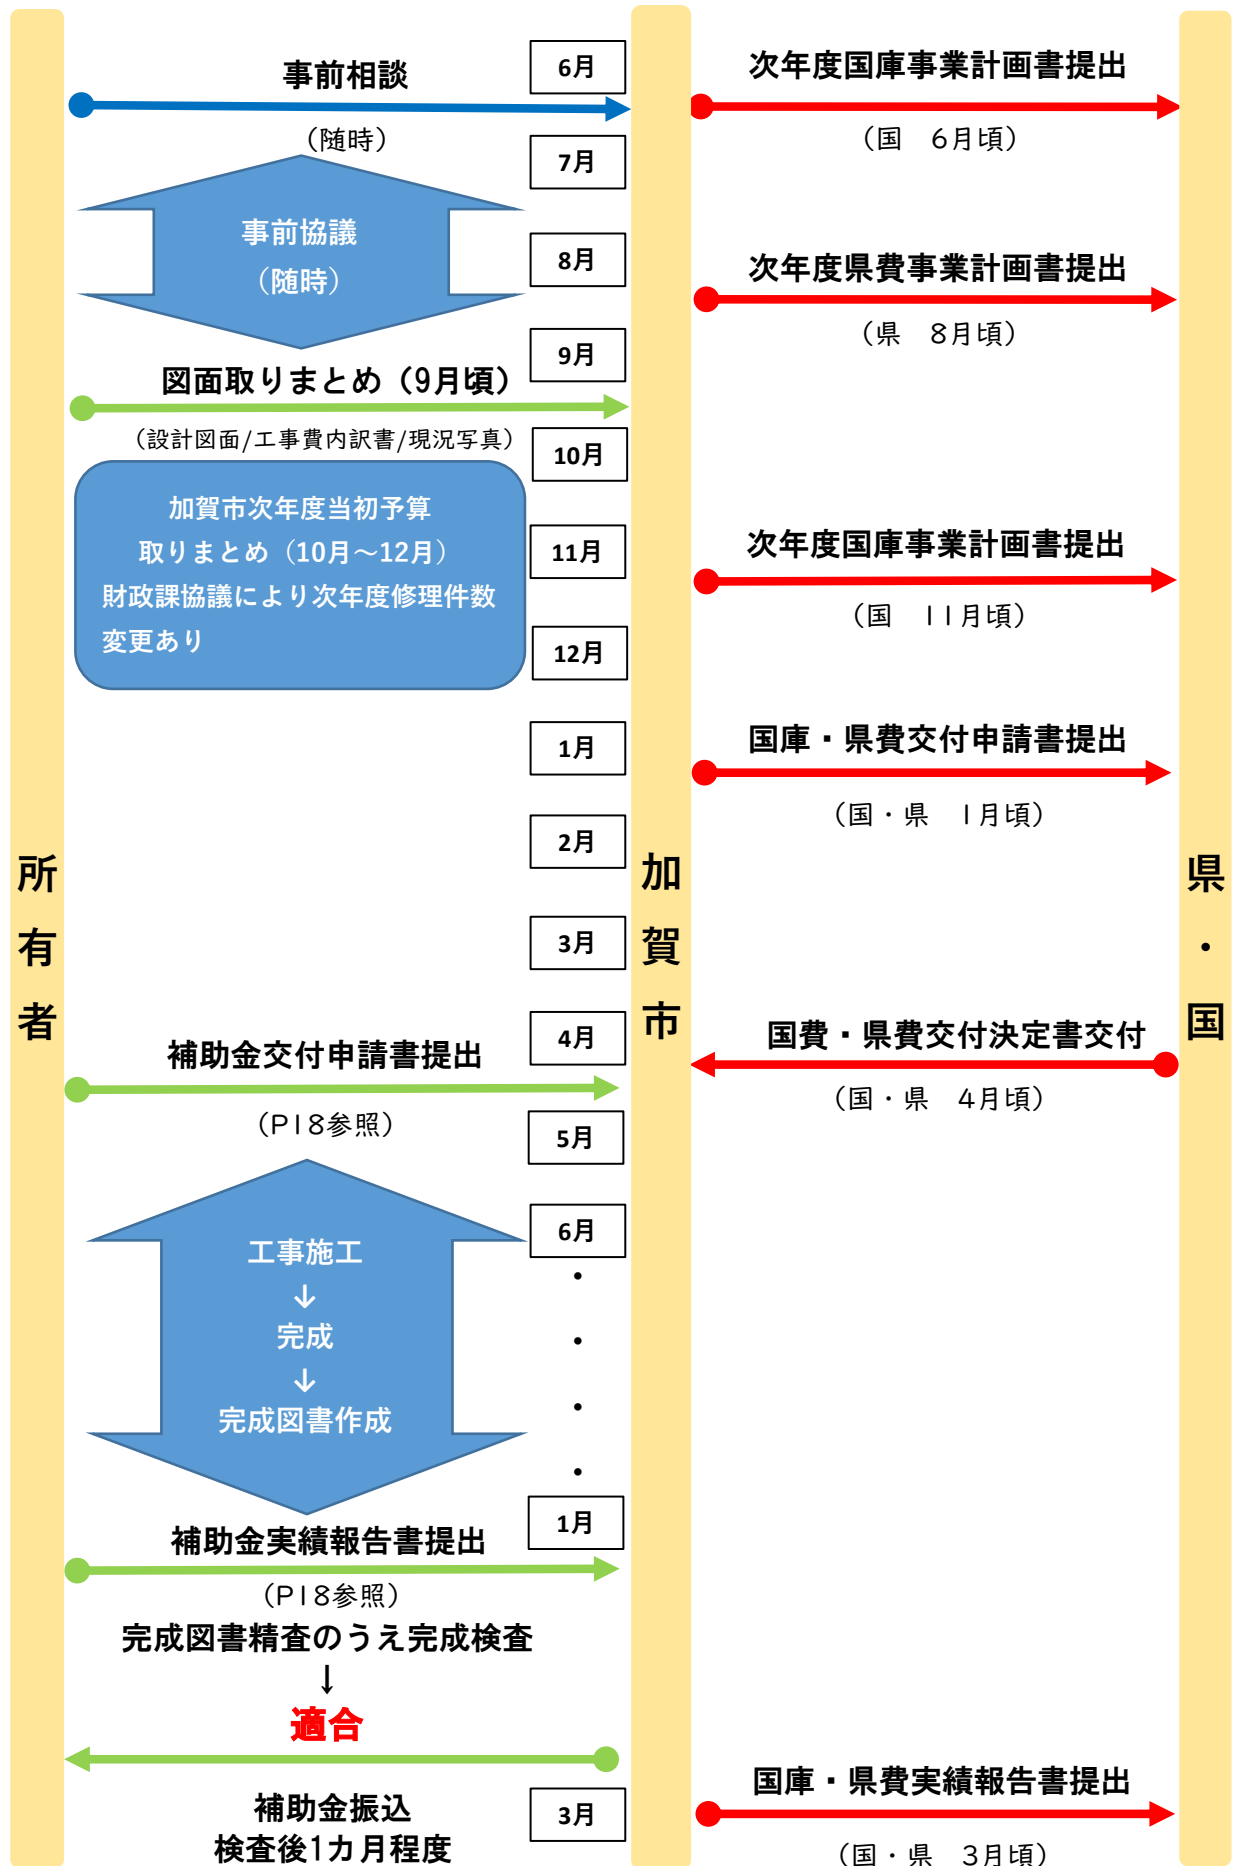 所有者
加賀市
県・国
事前相談
（随時）
6月
次年度国庫事業計画書提出
（国　6月頃）
7月
事前協議
（随時）
8月
次年度県費事業計画書提出
（県　8月頃）
9月
図面取りまとめ（9月頃）
（設計図面/工事費内訳書/現況写真）
10月
加賀市次年度当初予算
取りまとめ（10月～12月）
財政課協議により次年度修理件数
変更あり
11月
次年度国庫事業計画書提出
（国　11月頃）
12月
1月
国庫・県費交付申請書提出
（国・県　1月頃）
2月
3月
4月
国費・県費交付決定書交付
（国・県　4月頃）
補助金交付申請書提出
（P18参照）
5月
6月
・
・
・
・
工事施工
↓
完成
↓
完成図書作成
1月
補助金実績報告書提出
（P18参照）
完成図書精査のうえ完成検査
↓
適合
補助金振込
検査後1カ月程度
3月
国庫・県費実績報告書提出
（国・県　3月頃）